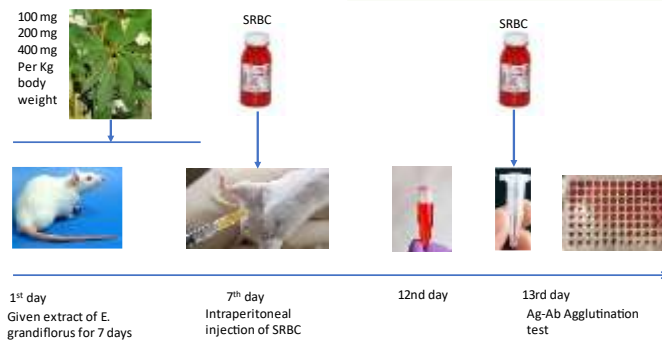 100 mg
200 mg
400 mg
Per Kg
body
weight
SRBC
SRBC
1st day
Given extract of E.
grandiflorus for 7 days
7th day
Intraperitoneal
injection of SRBC
12nd day
13rd day
Ag-Ab Agglutination
test